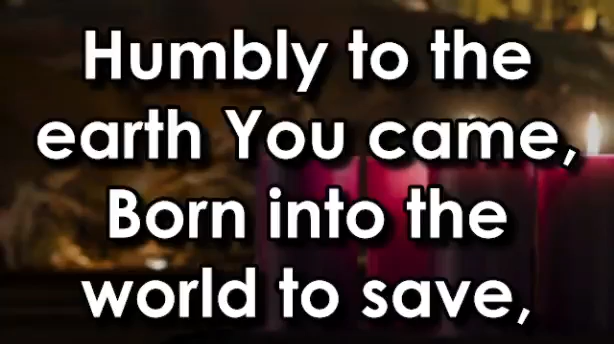 Humbly to the
earth You came,
Born into the
world to save,